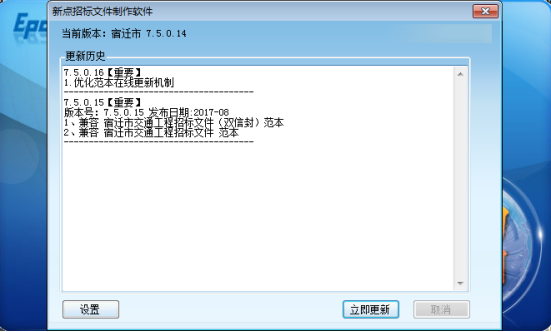 Epo
新点招标文件制作软件
当前版本：宿迁市 7.5.0.14
更新历史
7.5.0.16【重要】
1.优化范本在线更新机制
------------------------------------
7.5.0.15【重要】
版本号：7.5.0.15 发布日期:2017-08
1、兼容 宿迁市交通工程招标文件（双信封）范本
2、兼容 宿迁市交通工程招标文件 范本
------------------------------------
设置 立即更新 取消